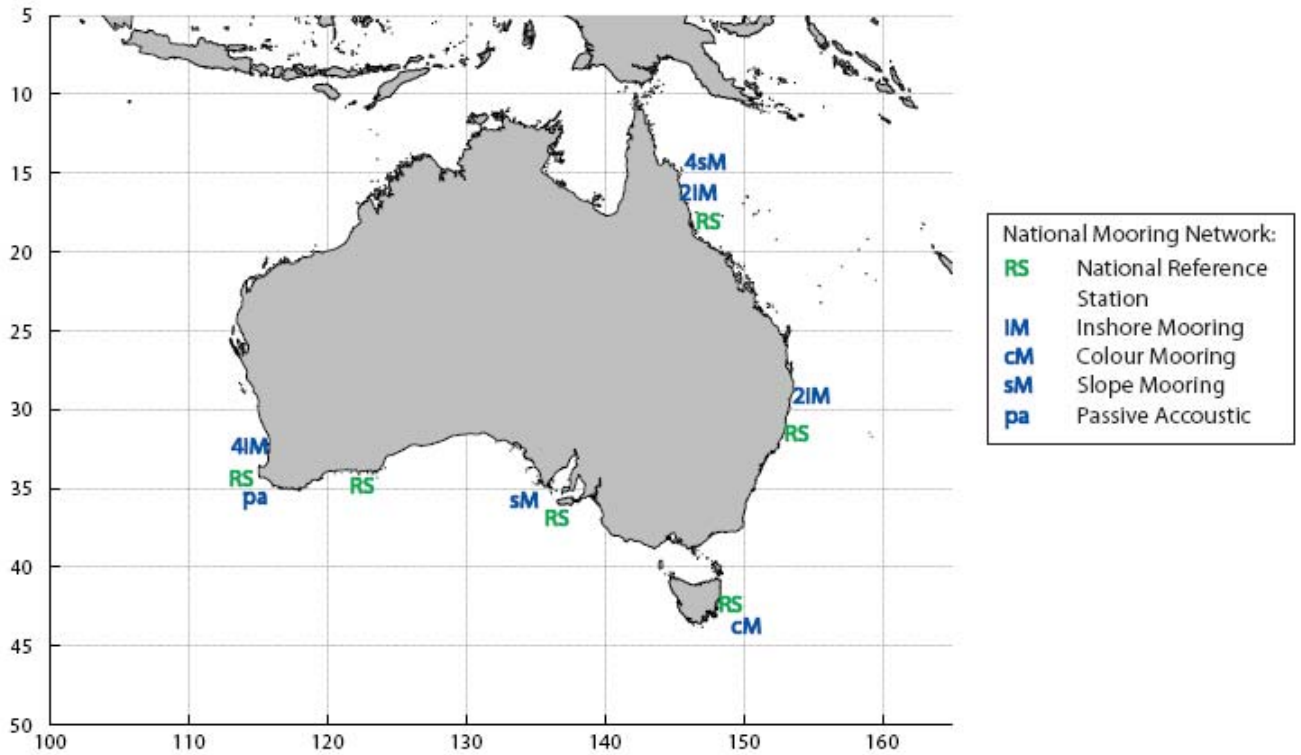 5
10
15
20
25
30
35
40
45
50
100
110
120
130
140
150
160
4sM
2IM
RS
2IM
RS
4IM
RS
pa
RS
sM
RS
RS
cM
National Mooring Network:
RS National Reference
Station
IM Inshore Mooring
cM Colour Mooring
sM Slope Mooring
pa Passive Accoustic